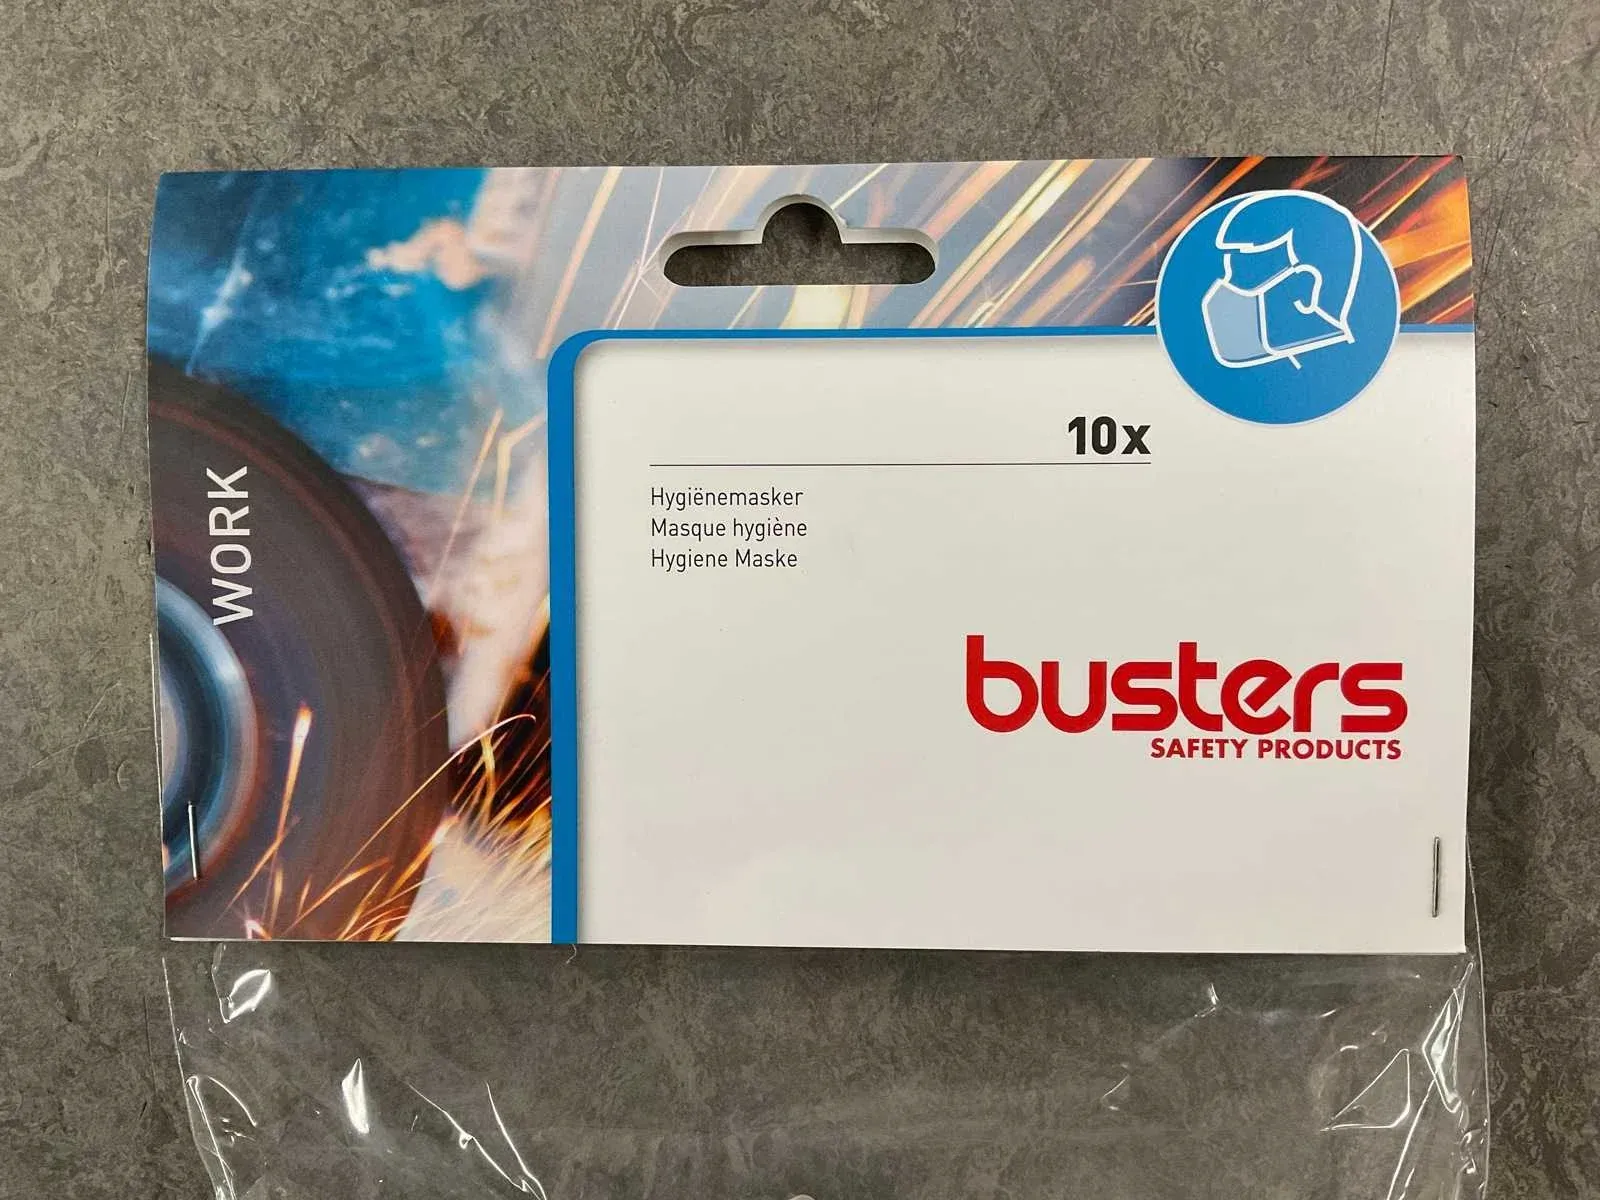 WORK
10x
Hygiënemasker
Masque hygiène
Hygiene Maske
busters
SAFETY PRODUCTS